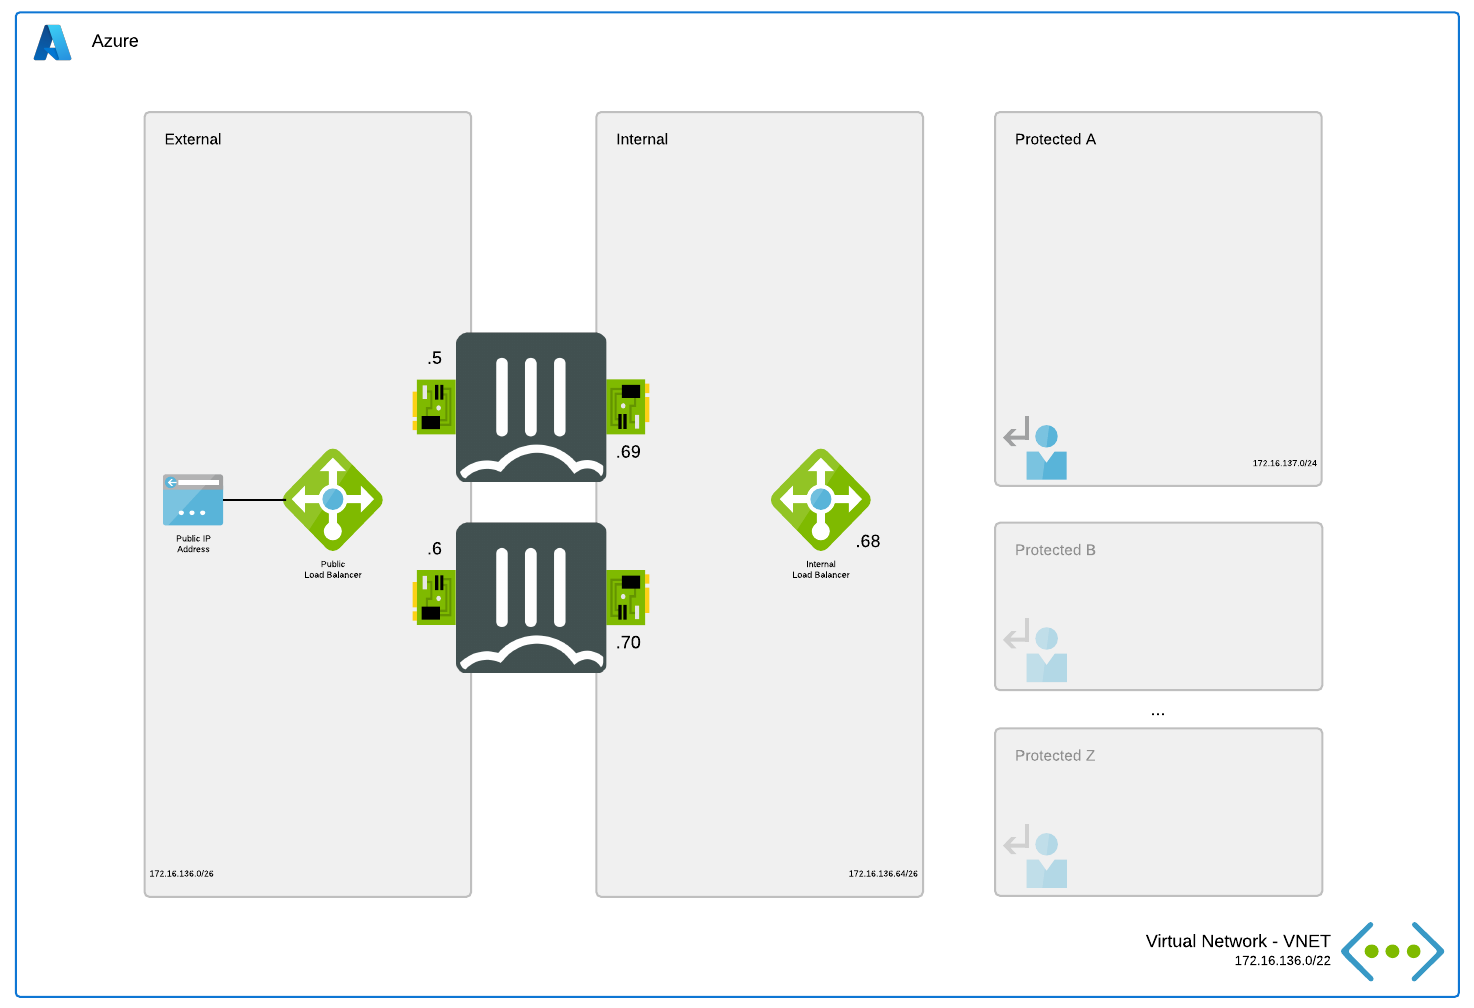 Azure
External
Internal
Protected A
.5
.69
172.16.137.0/24
Public IP
Address
Public
Load Balancer
.6
.68
Internal
Load Balancer
Protected B
.70
...
Protected Z
172.16.136.0/26
172.16.136.64/26
Virtual Network - VNET
172.16.136.0/22